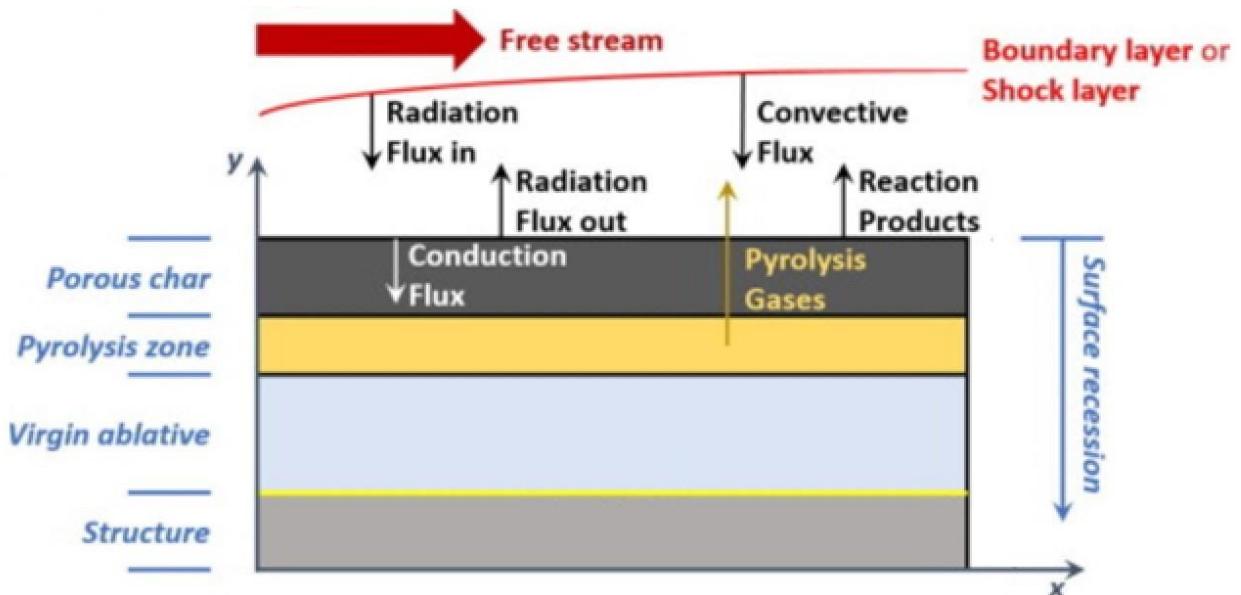 Free stream
Boundary layer or
Shock layer
Radiation
Flux in
Convective
Flux
y
Radiation
Flux out
Reaction
Products
Porous char
Conduction
Flux
Pyrolysis
Gases
Pyrolysis zone
Virgin ablative
Structure
Surface recession
x